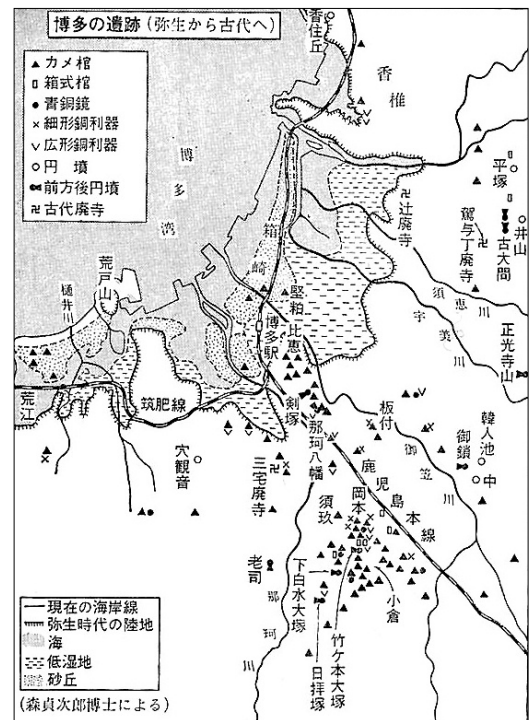 博多の遺跡(弥生から古代へ)
▲ カメ棺
箱式棺
● 青銅鏡
× 細形銅利器
広形銅利器
○ 円墳
前方後円墳
卍 古代廃寺
香住丘
香椎
博多湾
平塚
辻廃寺
井山
駕与丁廃寺
古大間
箱崎
荒戸山
樋井川
堅粕
須恵川
宇美川
正光寺山
博多駅
比恵
荒江
筑肥線
剣塚
那珂八幡
板付
御笠川
韓人池
御鎖
中
穴観音
三宅廃寺
鹿児島本線
須玖
岡本
老司
那珂川
下白水大塚
小倉
竹ケ本大塚
日拝塚
現在の海岸線
弥生時代の陸地
海
低湿地
砂丘
(森貞次郎博士による)